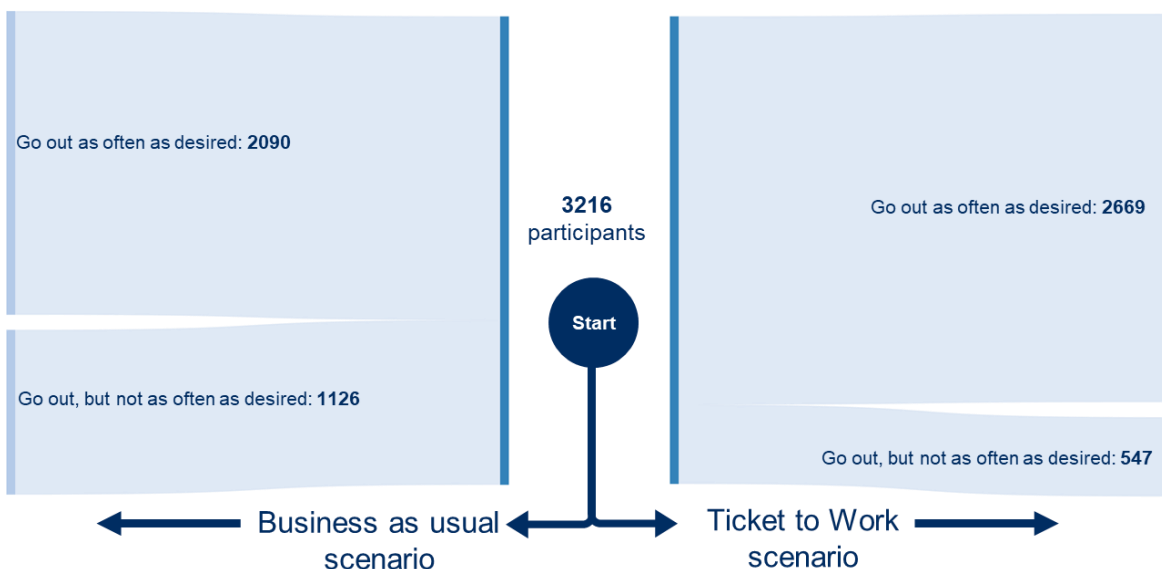 Go out as often as desired: 2090
Go out, but not as often as desired: 1126
3216
participants
Start
Go out as often as desired: 2669
Go out, but not as often as desired: 547
Business as usual
scenario
Ticket to Work
scenario